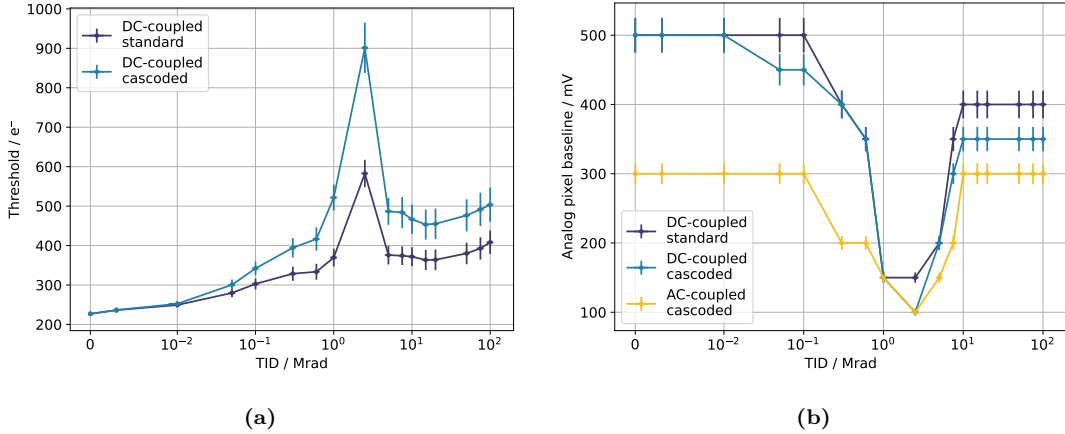 1000
900
800
700
600
500
400
300
200
Threshold / e⁻
DC-coupled
standard
DC-coupled
cascoded
0
10⁻²
10⁻¹
10⁰
10¹
10²
TID / Mrad
(a)
500
400
300
200
100
Analog pixel baseline / mV
DC-coupled
standard
DC-coupled
cascoded
AC-coupled
cascoded
0
10⁻²
10⁻¹
10⁰
10¹
10²
TID / Mrad
(b)